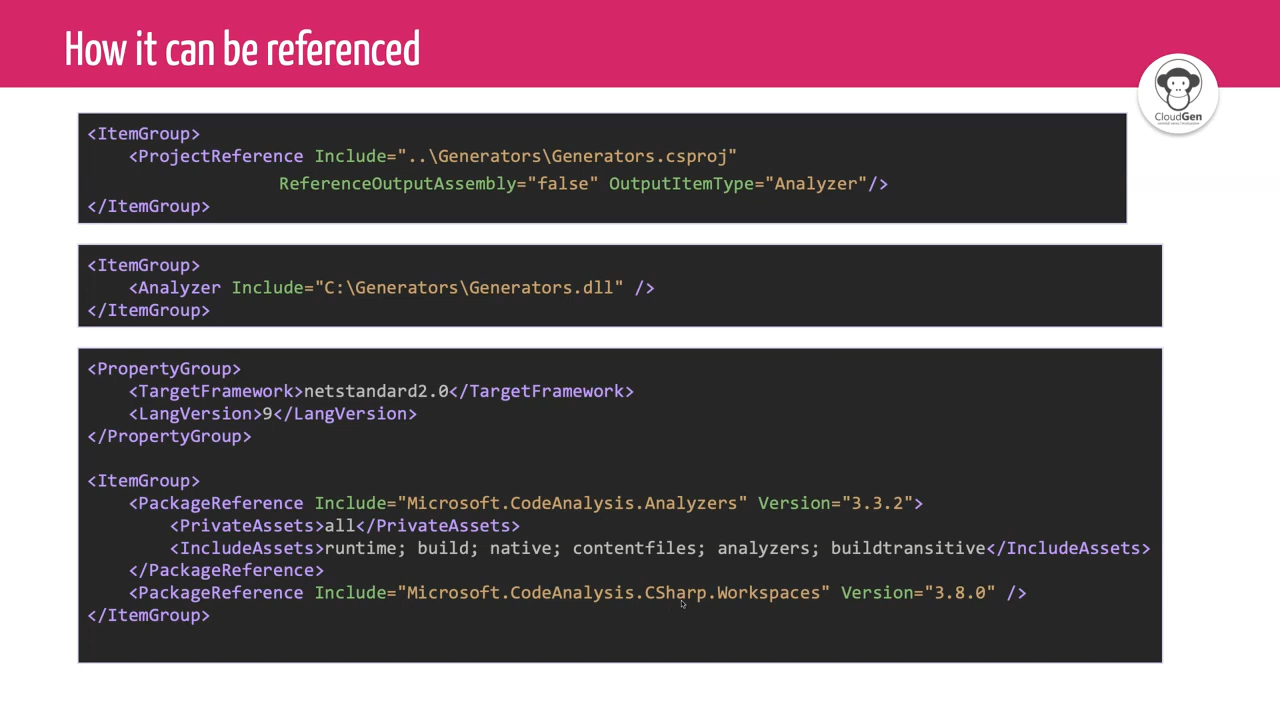 How it can be referenced
CloudGen
<ItemGroup>
<ProjectReference Include="..\Generators\Generators.csproj"
ReferenceOutputAssembly="false" OutputItemType="Analyzer"/>
</ItemGroup>
<ItemGroup>
<Analyzer Include="C:\Generators\Generators.dll" />
</ItemGroup>
<PropertyGroup>
<TargetFramework>netstandard2.0</TargetFramework>
<LangVersion>9</LangVersion>
</PropertyGroup>
<ItemGroup>
<PackageReference Include="Microsoft.CodeAnalysis.Analyzers" Version="3.3.2">
<PrivateAssets>all</PrivateAssets>
<IncludeAssets>runtime; build; native; contentfiles; analyzers; buildtransitive</IncludeAssets>
</PackageReference>
<PackageReference Include="Microsoft.CodeAnalysis.CSharp.Workspaces" Version="3.8.0" />
</ItemGroup>